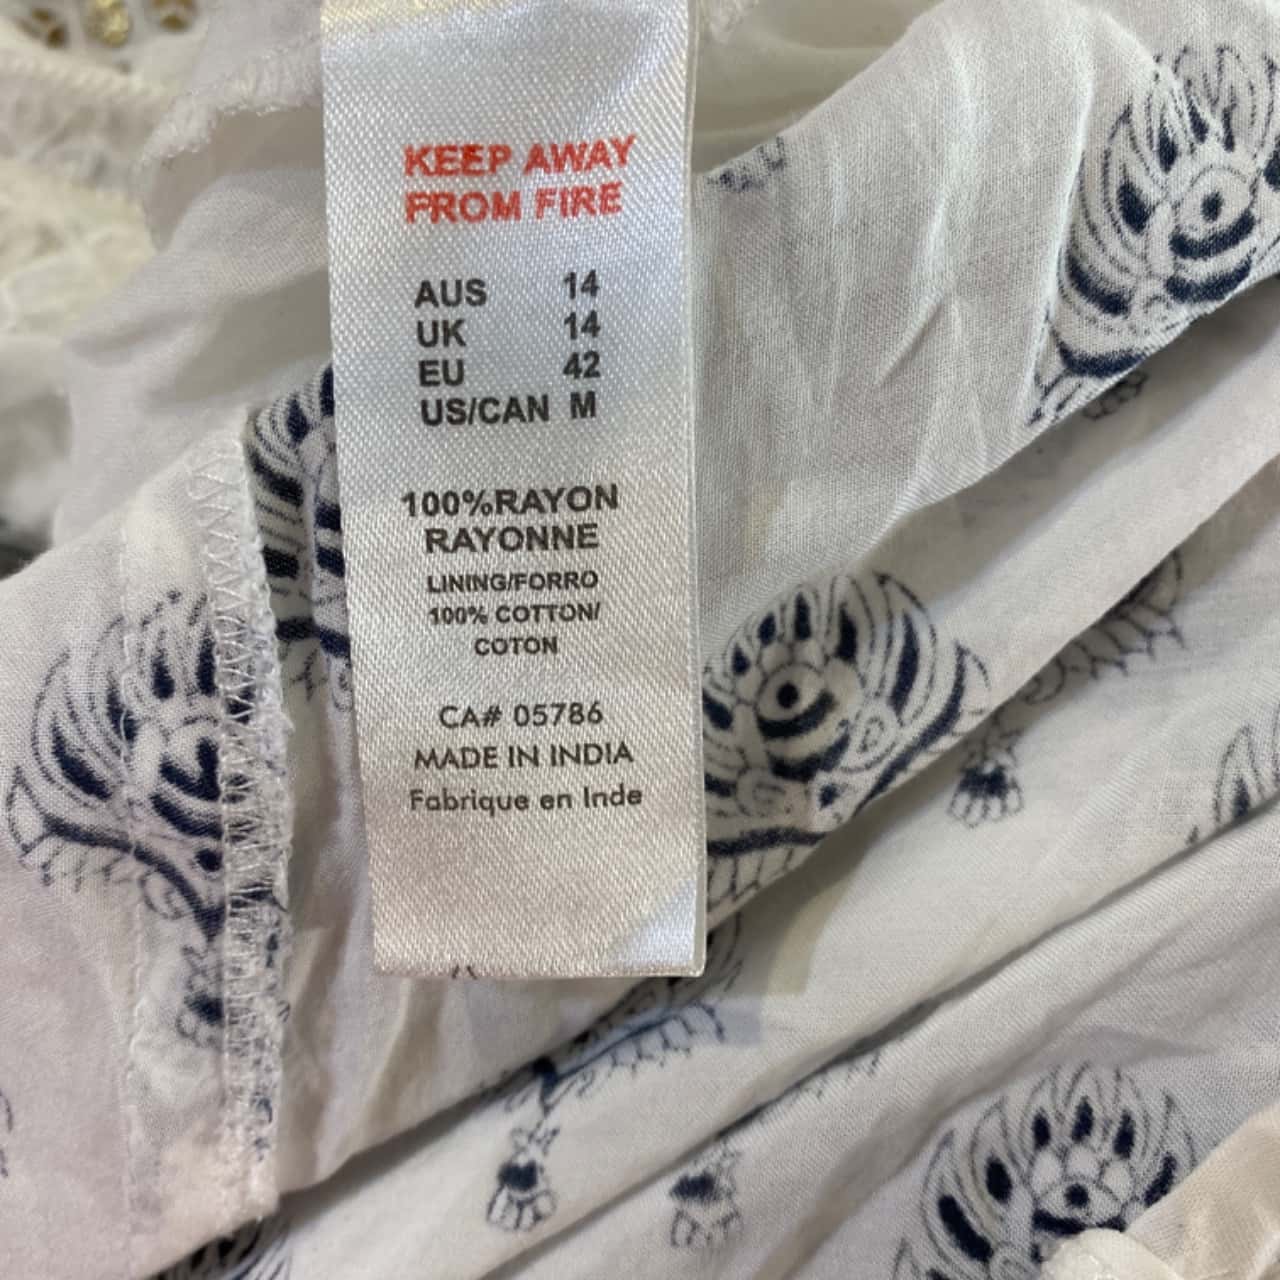 KEEP AWAY
FROM FIRE
AUS 14
UK 14
EU 42
US/CAN M
100%RAYON
RAYONNE
LINING/FORRO
100% COTTON/
COTON
CA# 05786
MADE IN INDIA
Fabrique en Inde